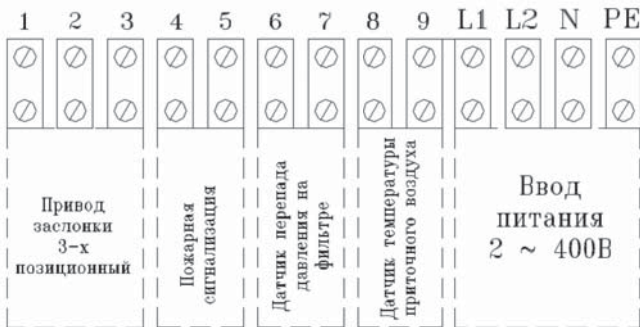 1 2 3 4 5 6 7 8 9 L1 L2 N PE
Привод
заслонки
3-х
позиционный
Пожарная
сигнализация
Датчик перепада
давления на
фильтре
Датчик температуры
приточного воздуха
Ввод
питания
2 ~ 400В